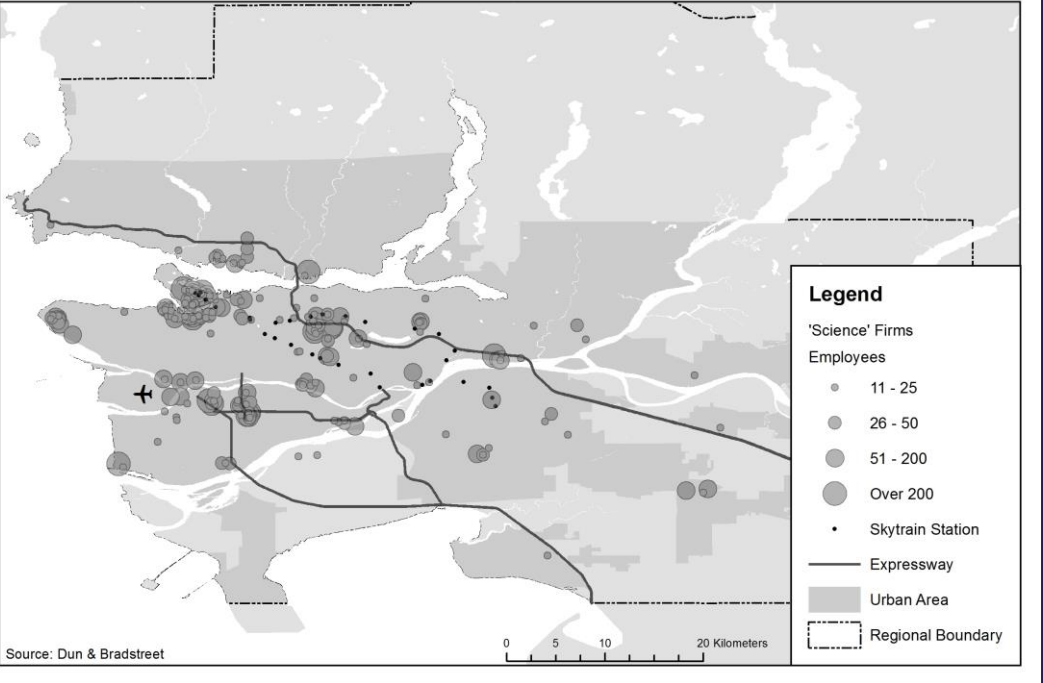 Legend
'Science' Firms
Employees
11 - 25
26 - 50
51 - 200
Over 200
Skytrain Station
Expressway
Urban Area
Regional Boundary
0 5 10 20 Kilometers
Source: Dun & Bradstreet